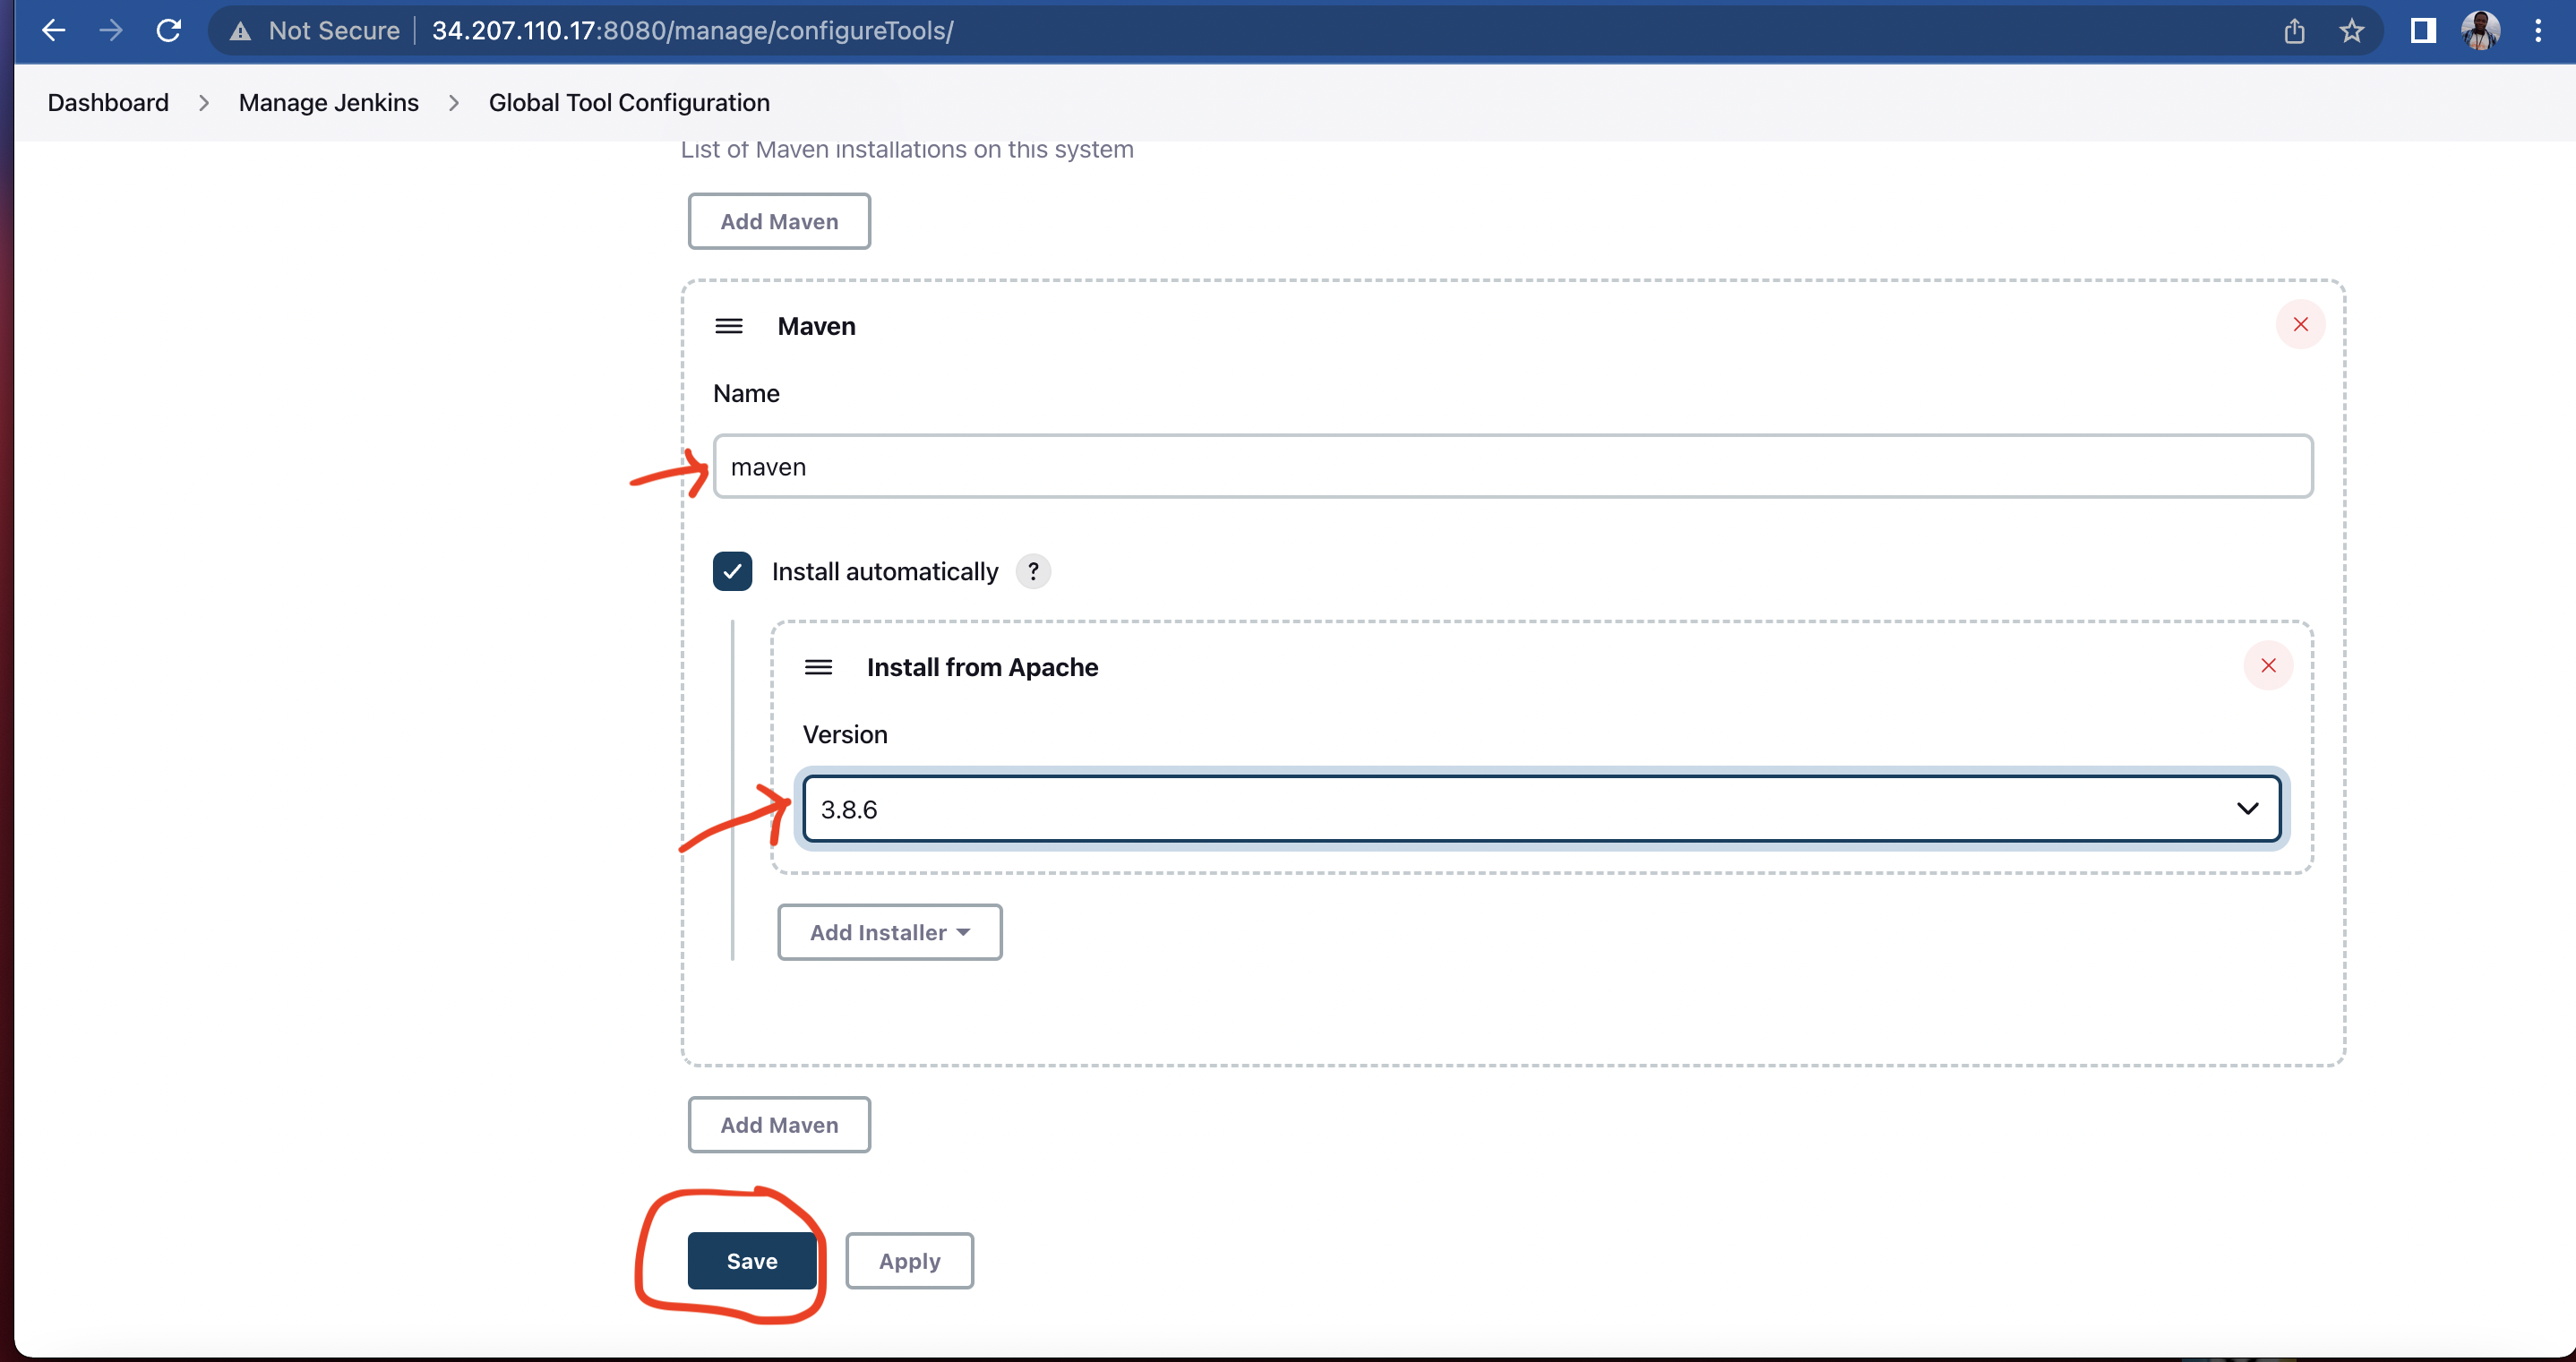 Not Secure 34.207.110.17:8080/manage/configureTools/
Dashboard > Manage Jenkins > Global Tool Configuration
List of Maven installations on this system
Add Maven
Maven
Name
maven
Install automatically ?
Install from Apache
Version
3.8.6
Add Installer
Add Maven
Save Apply